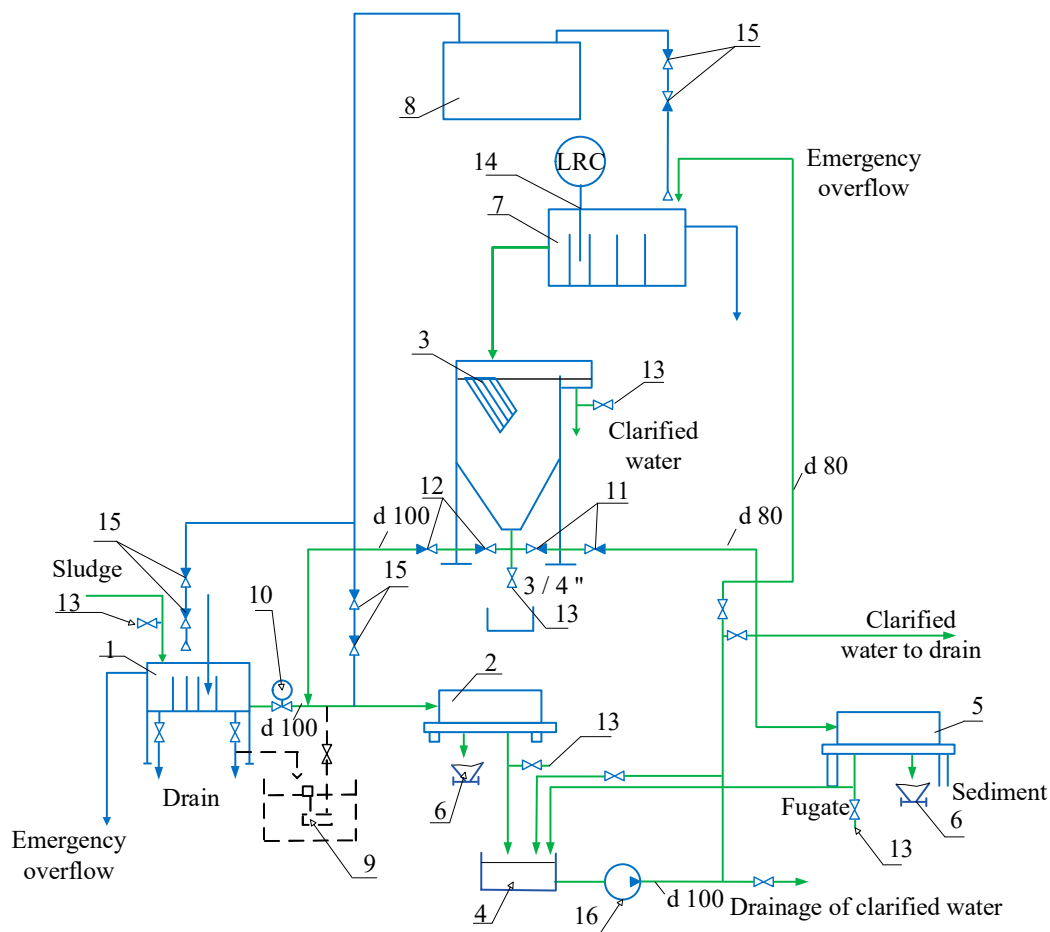 15
8
LRC
14
Emergency
overflow
7
3
13
Clarified
water
d 80
12
11
d 100
d 80
15
Sludge
15
3 / 4 "
13
13
10
Clarified
water to drain
1
2
5
d 100
13
Drain
6
Fugate
Sediment
6
Emergency
overflow
9
13
4
16
d 100
Drainage of clarified water